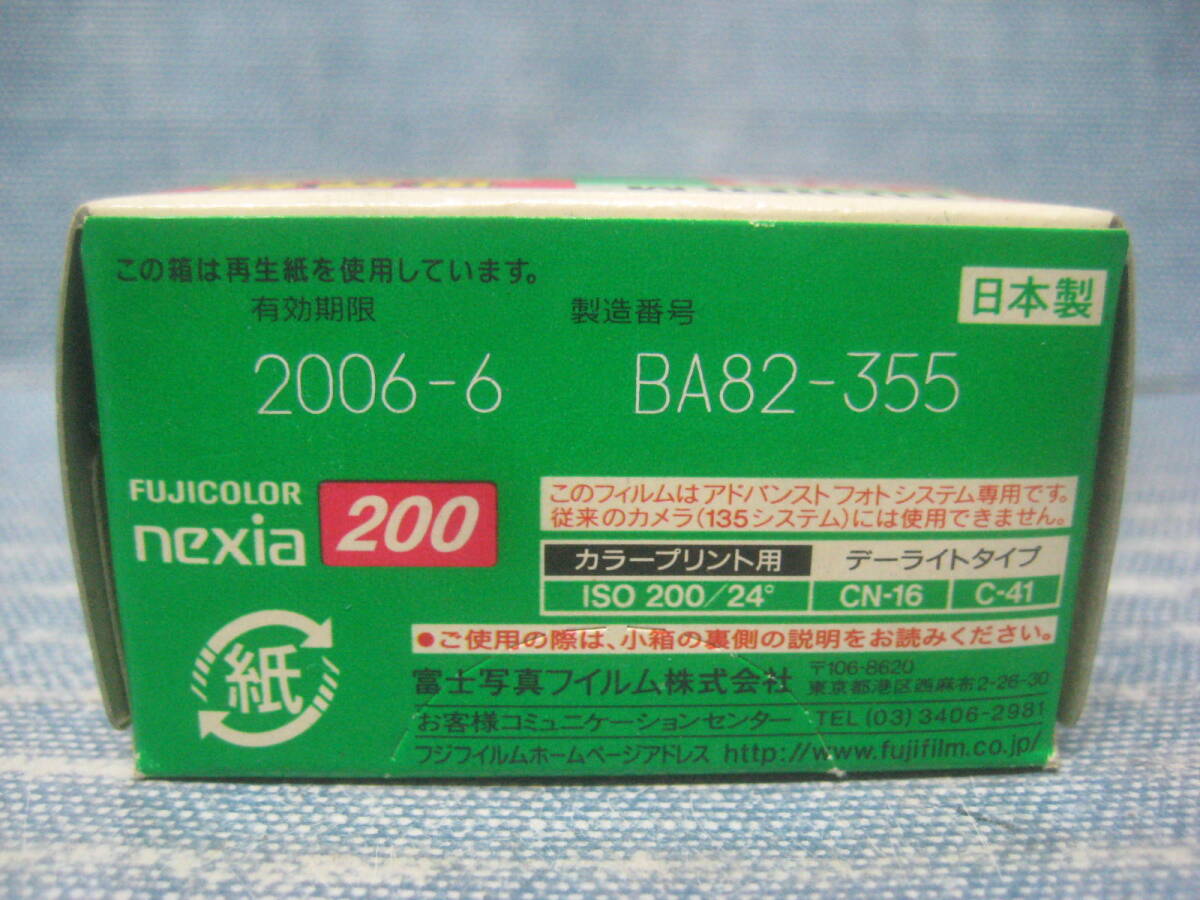 この箱は再生紙を使用しています。
日本製
有効期限 製造番号
2006-6 BA82-355
FUJICOLOR
nexia 200
このフィルムはアドバンストフォトシステム専用です。
従来のカメラ(135システム)には使用できません。
カラープリント用 デーライトタイプ
ISO 200/24° CN-16 C-41
●ご使用の際は、小箱の裏側の説明をお読みください。
紙
富士写真フイルム株式会社 〒106-8620
東京都港区西麻布2-26-30
お客様コミュニケーションセンター TEL (03) 3406-2981
フジフイルムホームページアドレス http://www.fujifilm.co.jp/